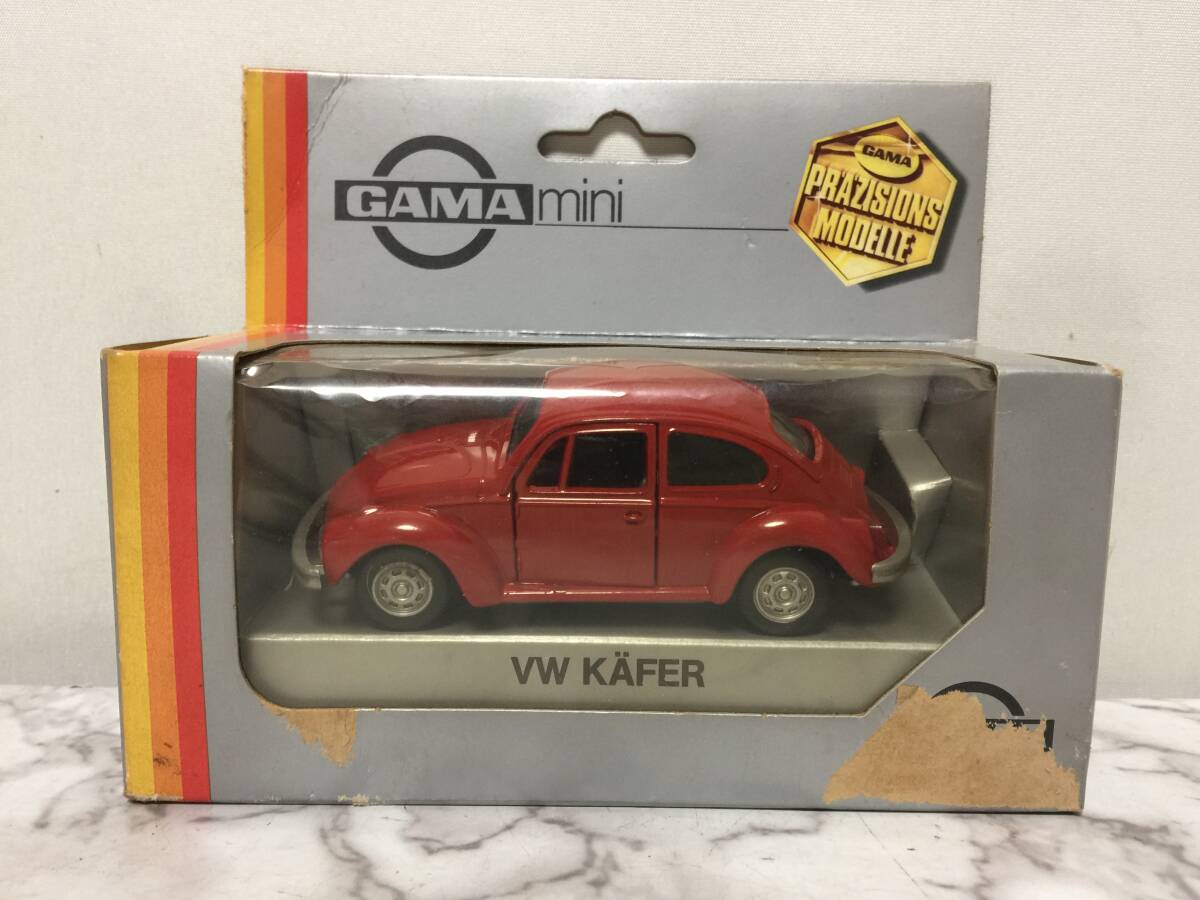 GAMA mini
GAMA
PRÄZISIONS
MODELLE
VW KÄFER